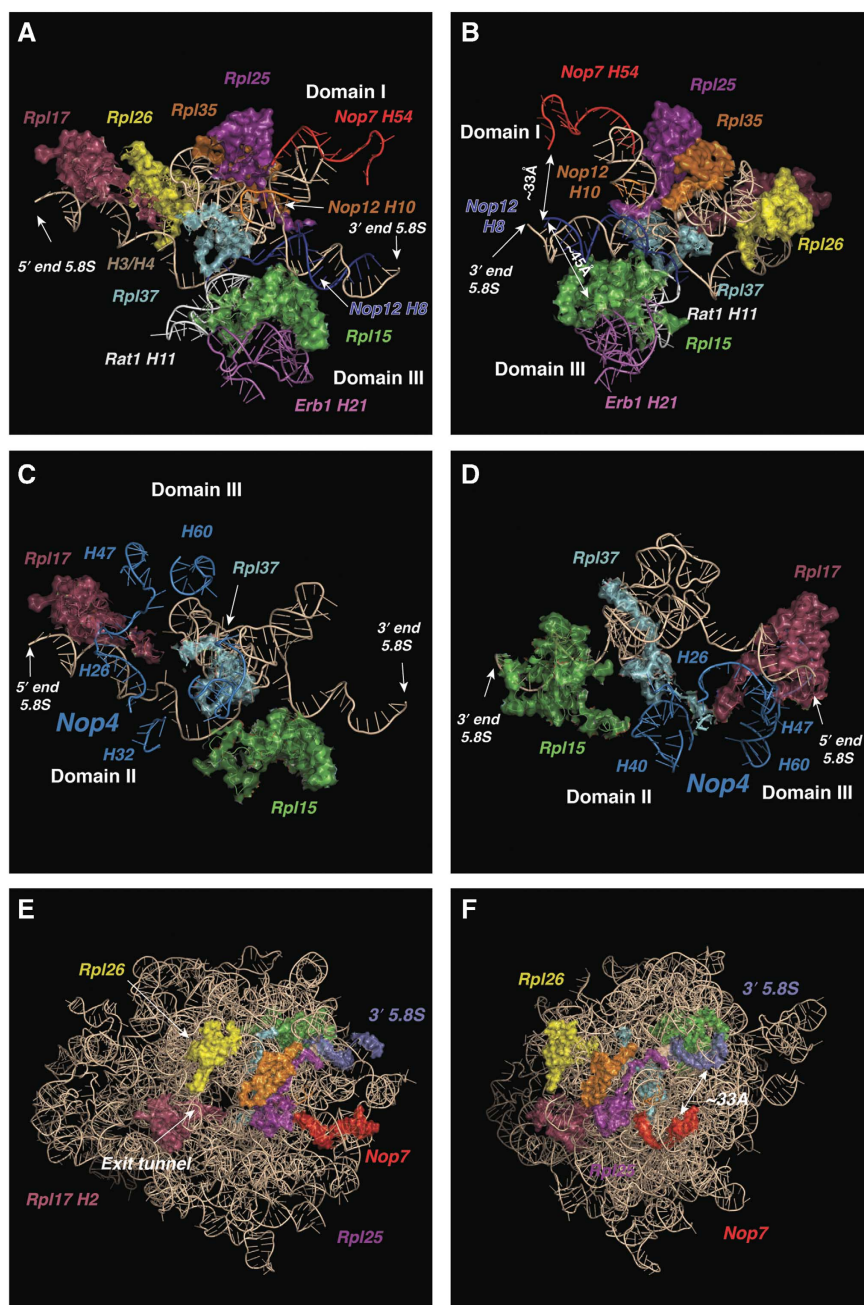 A
Rpl25
Domain I
Rpl35
Nop7 H54
Rpl17
Rpl26
Nop12 H10
3′ end
5.8S
5′ end 5.8S
H3/H4
Rpl37
Nop12 H8
Rpl15
Rat1 H11
Domain III
Erb1 H21
B
Nop7 H54
Rpl25
Domain I
Rpl35
Nop12
H10
~33Å
Nop12
H8
~45Å
3′ end
5.8S
Rpl26
Rpl37
Rat1 H11
Rpl15
Domain III
Erb1 H21
C
Domain III
H60
H47
Rpl17
Rpl37
3′ end
5.8S
5′ end
5.8S
H26
Nop4
H32
Domain II
Rpl15
D
Rpl37
Rpl17
H26
3′ end
5.8S
H47
5′ end
5.8S
Rpl15
H40
Nop4
H60
Domain II
Domain III
E
Rpl26
3′ 5.8S
Exit tunnel
Nop7
Rpl17 H2
Rpl25
F
Rpl26
3′ 5.8S
~33Å
Rpl25
Nop7